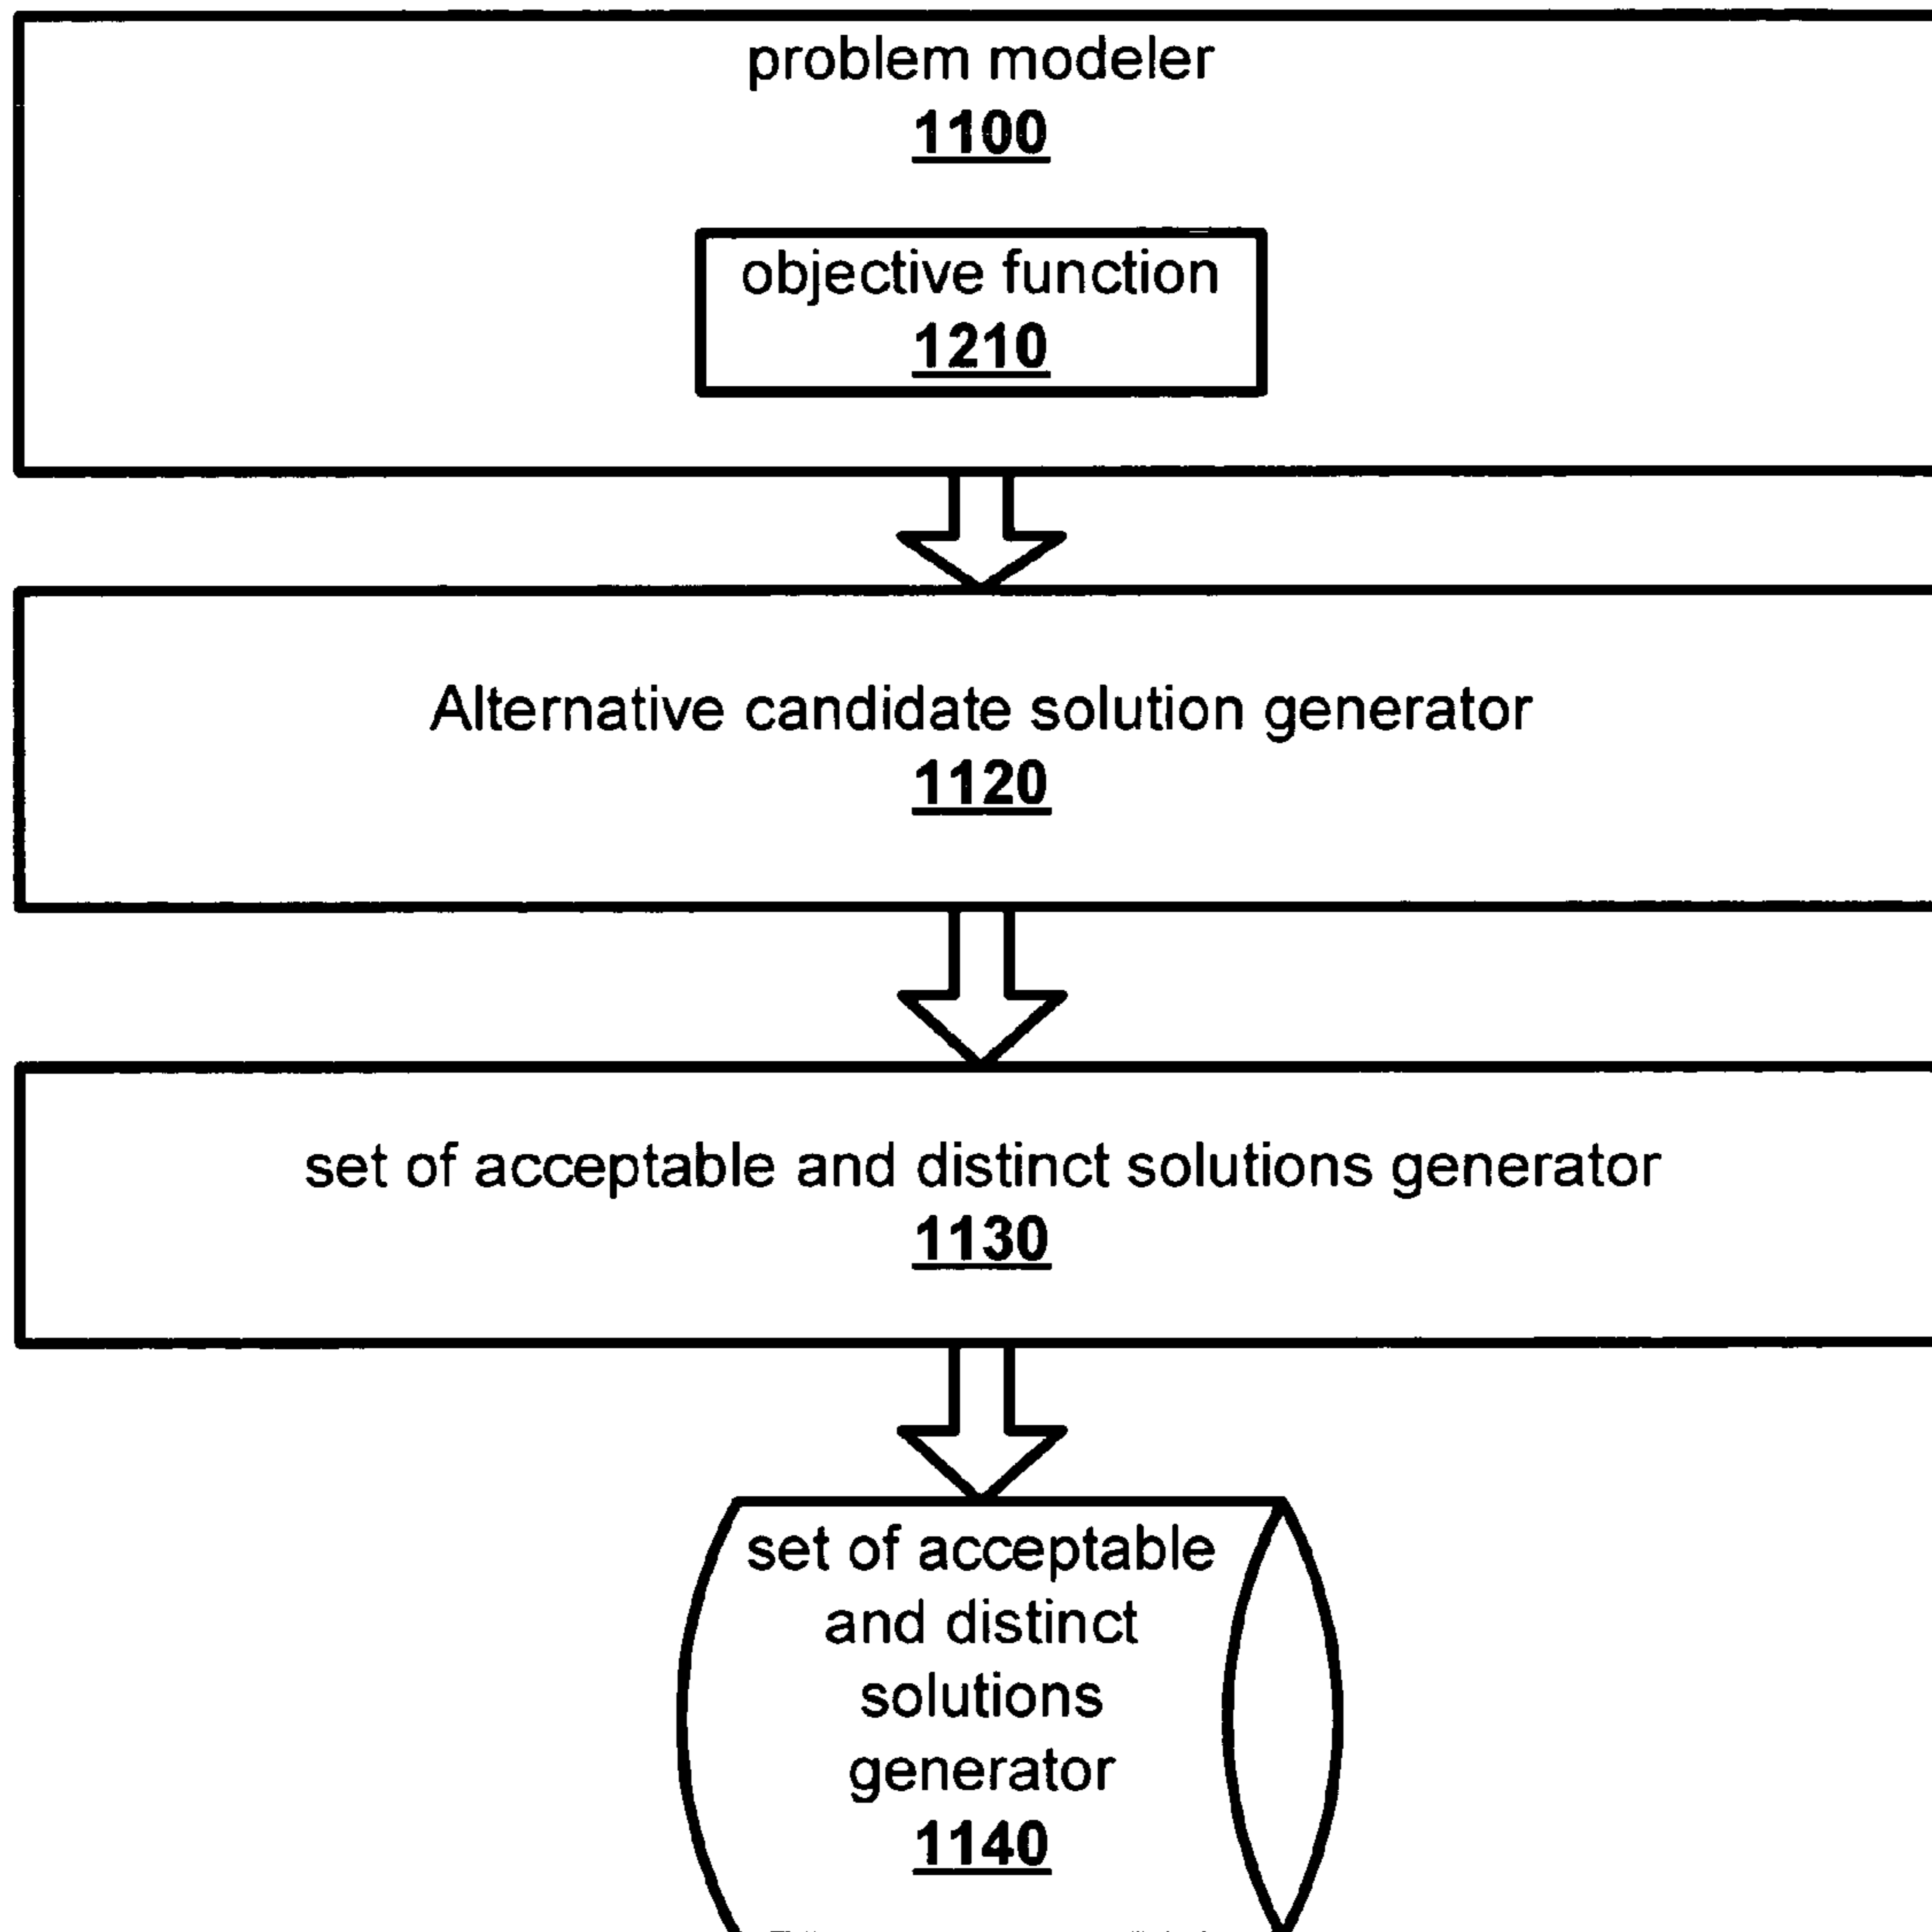 problem modeler
1100
objective function
1210
Alternative candidate solution generator
1120
set of acceptable and distinct solutions generator
1130
set of acceptable
and distinct
solutions
generator
1140